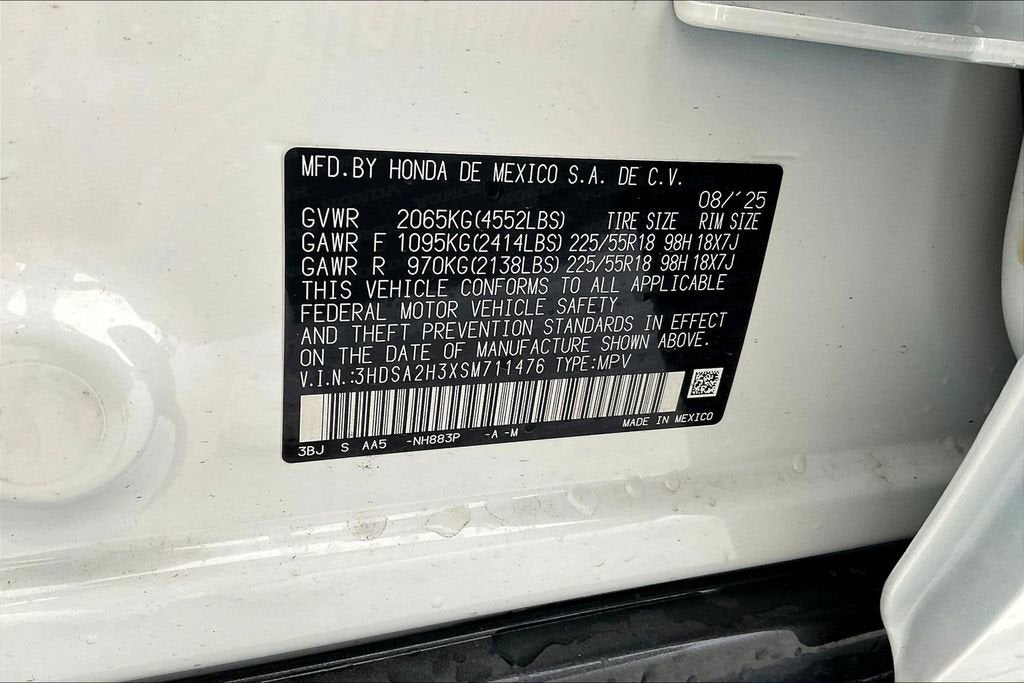 MFD.BY HONDA DE MEXICO S.A. DE C.V.
08/´25
GVWR 2065KG(4552LBS) TIRE SIZE RIM SIZE
GAWR F 1095KG(2414LBS) 225/55R18 98H 18X7J
GAWR R 970KG(2138LBS) 225/55R18 98H 18X7J
THIS VEHICLE CONFORMS TO ALL APPLICABLE
FEDERAL MOTOR VEHICLE SAFETY
AND THEFT PREVENTION STANDARDS IN EFFECT
ON THE DATE OF MANUFACTURE SHOWN ABOVE.
V.I.N.:3HDSA2H3XSM711476 TYPE:MPV
MADE IN MEXICO
3BJ S AA5 -NH883P -A -M